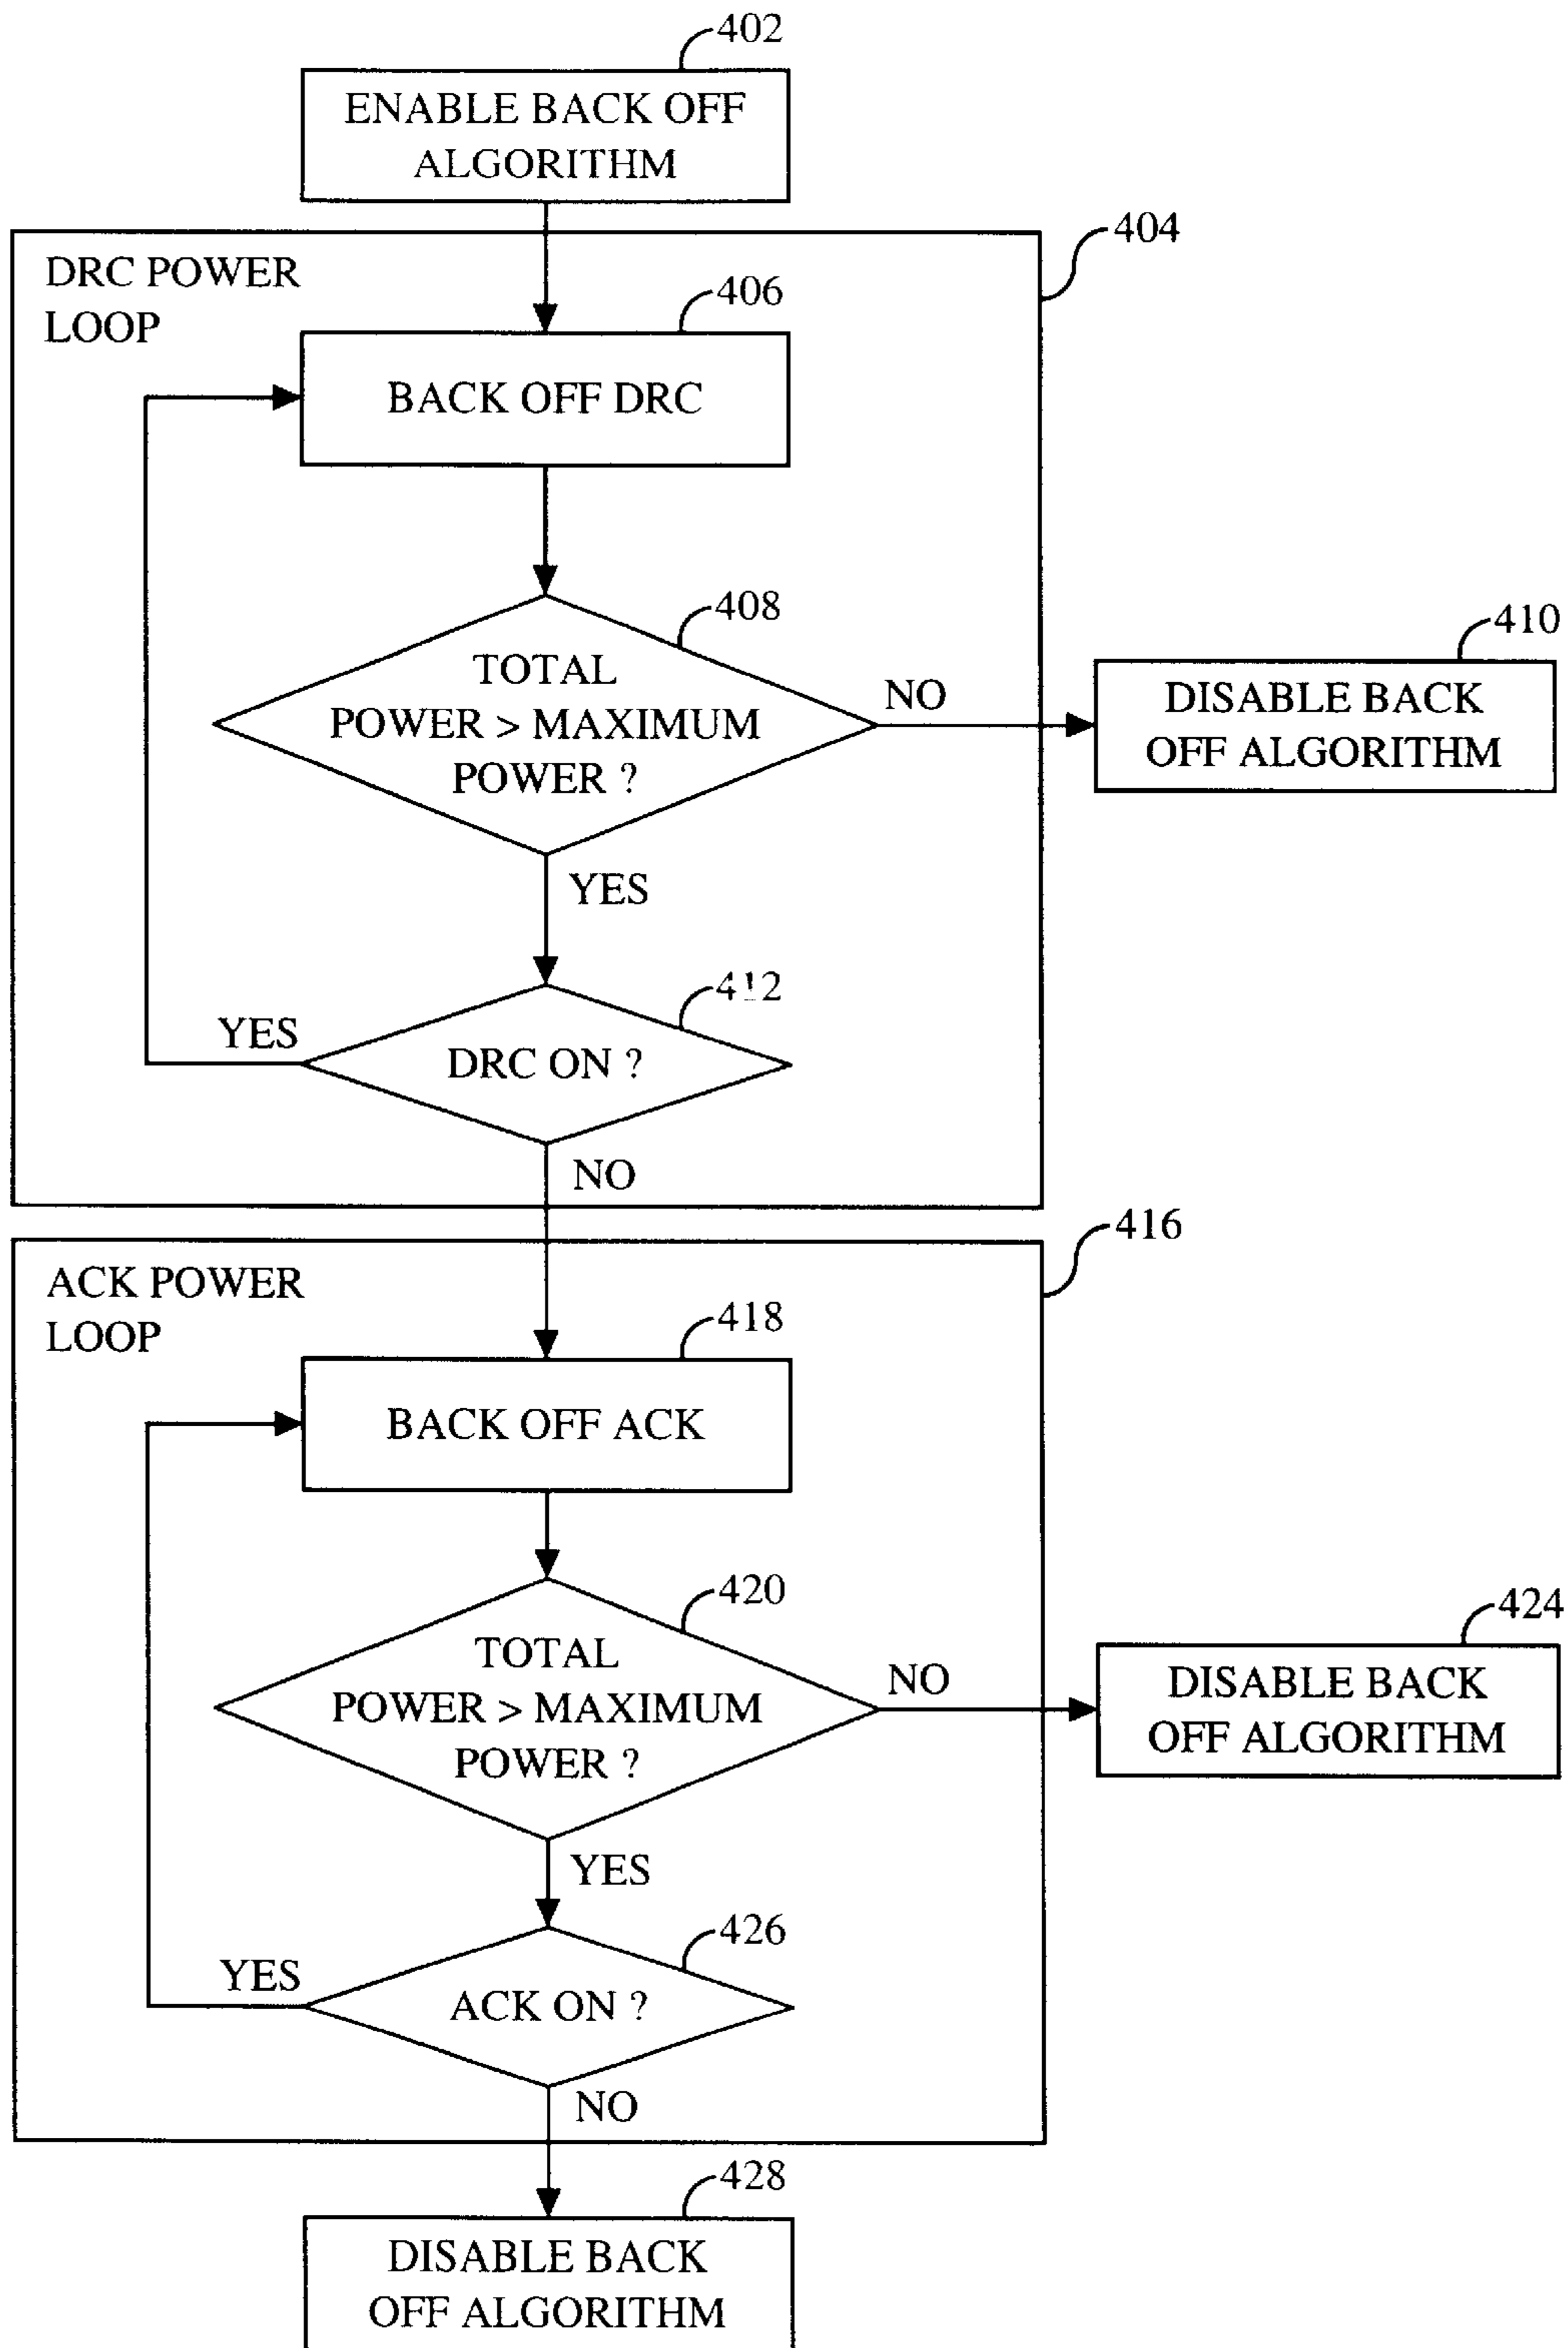 402
ENABLE BACK OFF
ALGORITHM
404
DRC POWER
LOOP
406
BACK OFF DRC
408
TOTAL
POWER > MAXIMUM
POWER ?
NO
410
DISABLE BACK
OFF ALGORITHM
YES
412
YES
DRC ON ?
NO
416
ACK POWER
LOOP
418
BACK OFF ACK
420
TOTAL
POWER > MAXIMUM
POWER ?
NO
424
DISABLE BACK
OFF ALGORITHM
YES
426
YES
ACK ON ?
NO
428
DISABLE BACK
OFF ALGORITHM